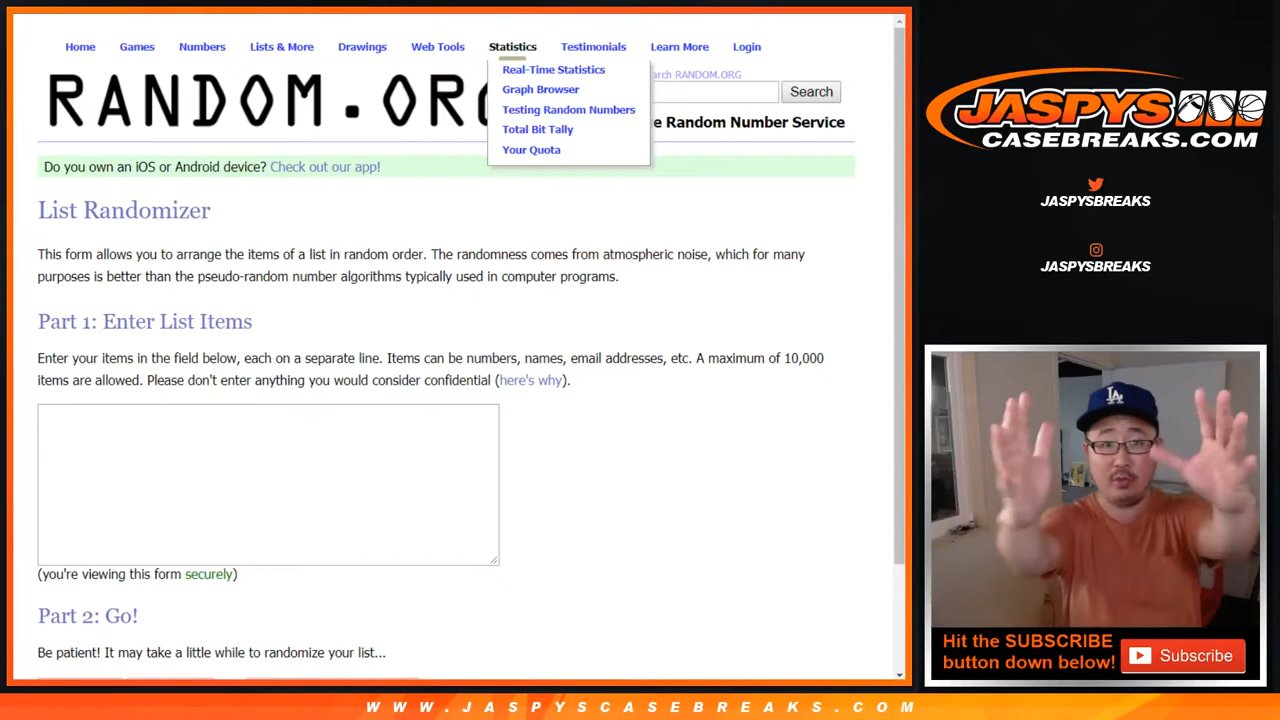 Home Games Numbers Lists & More Drawings Web Tools Statistics Testimonials Learn More Login
Real-Time Statistics
Graph Browser
Testing Random Numbers
Total Bit Tally
Your Quota
RANDOM.OR
arch RANDOM.ORG
Search
e Random Number Service
Do you own an iOS or Android device? Check out our app!
List Randomizer
This form allows you to arrange the items of a list in random order. The randomness comes from atmospheric noise, which for many
purposes is better than the pseudo-random number algorithms typically used in computer programs.
Part 1: Enter List Items
Enter your items in the field below, each on a separate line. Items can be numbers, names, email addresses, etc. A maximum of 10,000
items are allowed. Please don't enter anything you would consider confidential (here's why).
(you're viewing this form securely)
Part 2: Go!
Be patient! It may take a little while to randomize your list...
JASPYS
CASEBREAKS.COM
JASPYSBREAKS
JASPYSBREAKS
LA
Hit the SUBSCRIBE
button down below!
Subscribe
WWW.JASPYSCASEBREAKS.COM